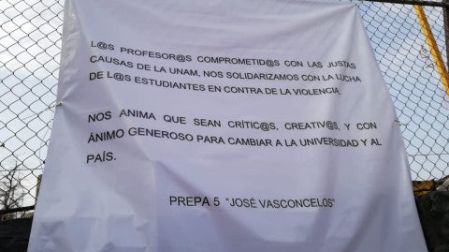 L@S PROFESOR@S COMPROMETID@S CON LAS JUSTAS
CAUSAS DE LA UNAM, NOS SOLIDARIZAMOS CON LA LUCHA
DE L@S ESTUDIANTES EN CONTRA DE LA VIOLENCIA.
NOS ANIMA QUE SEAN CRÍTIC@S, CREATIV@S, Y CON
ÁNIMO GENEROSO PARA CAMBIAR A LA UNIVERSIDAD Y AL
PAÍS.
PREPA 5 "JOSÉ VASCONCELOS"